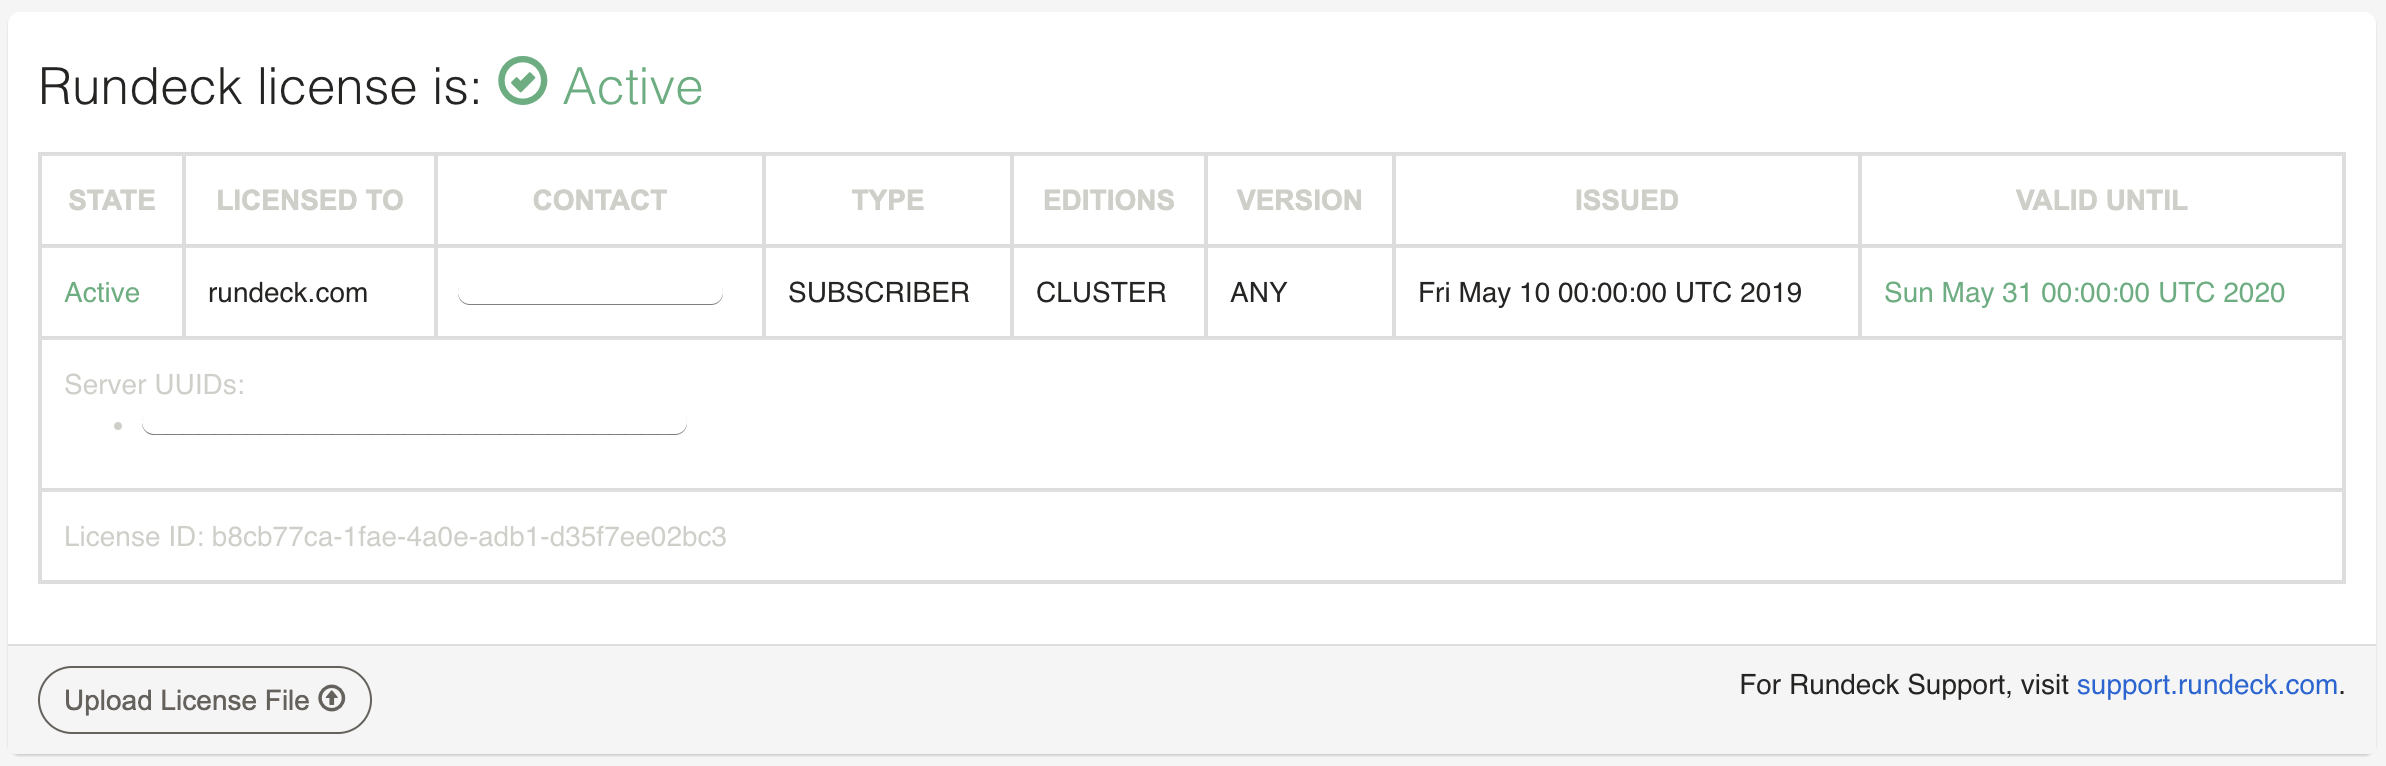 Rundeck license is: Active
STATE LICENSED TO CONTACT TYPE EDITIONS VERSION ISSUED VALID UNTIL
Active rundeck.com SUBSCRIBER CLUSTER ANY Fri May 10 00:00:00 UTC 2019 Sun May 31 00:00:00 UTC 2020
Server UUIDs:
License ID: b8cb77ca-1fae-4a0e-adb1-d35f7ee02bc3
Upload License File
For Rundeck Support, visit support.rundeck.com.